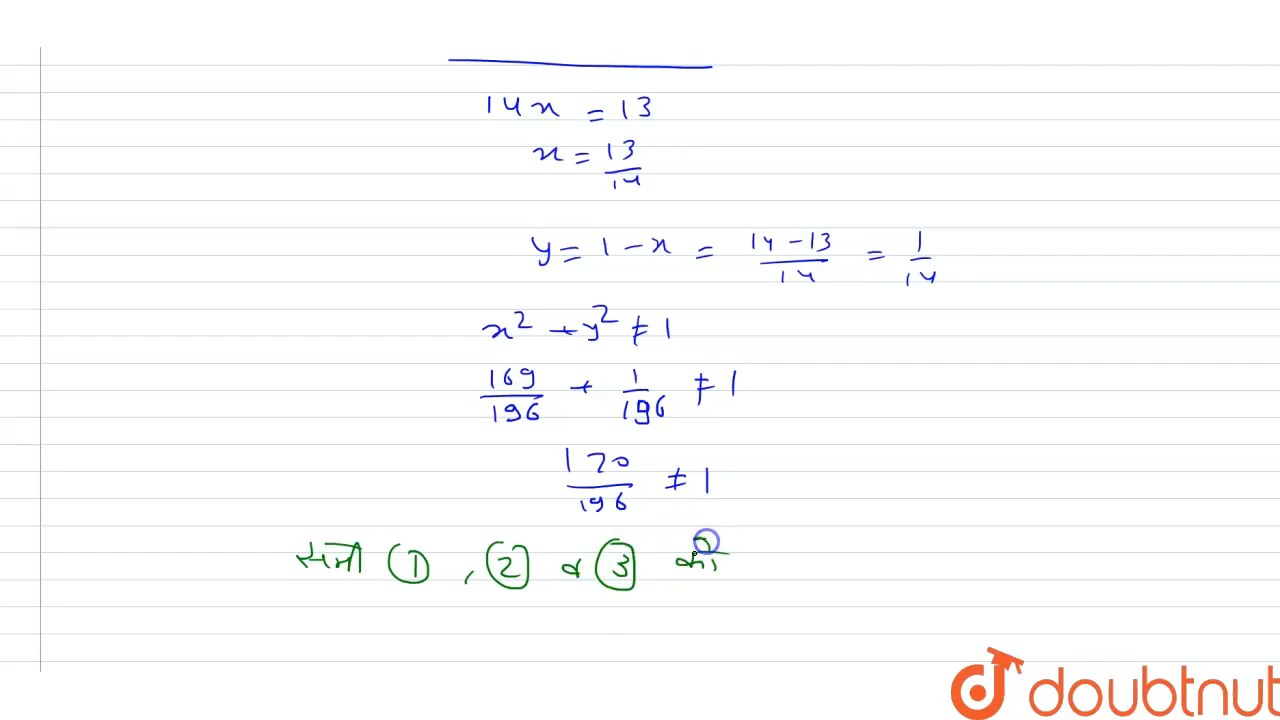 14x = 13
x = 13/14
y = 1 - x = 14 - 13/14 = 1/14
x² + y² ≠ 1
169/196 + 1/196 ≠ 1
170/196 ≠ 1
समी ① , ② व ③ को
doubtnut